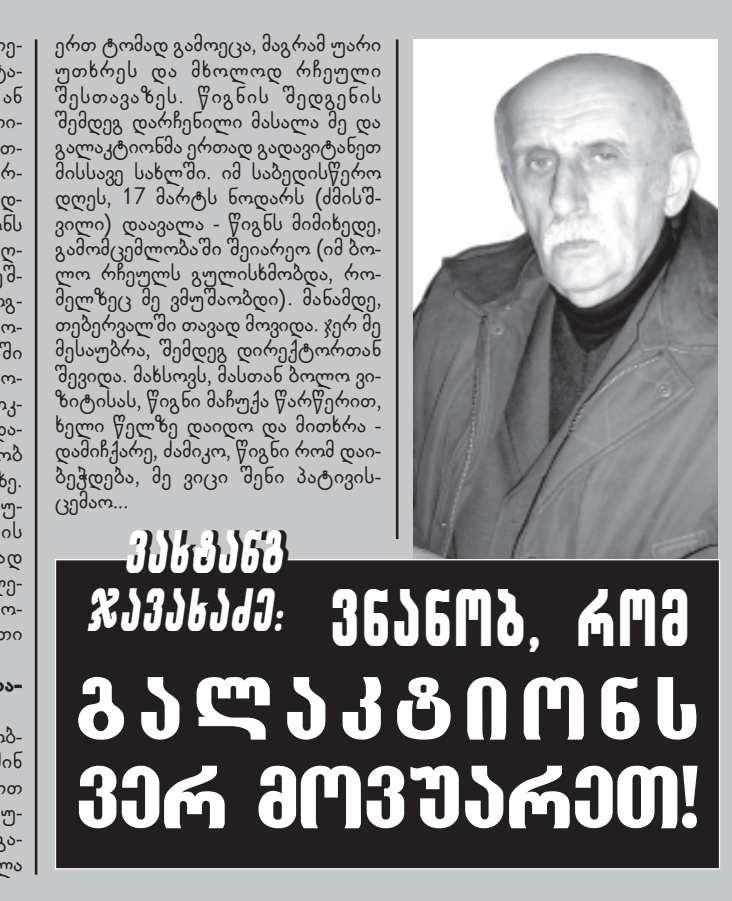 ერთ ტომად გამოეცა, მაგრამ უარი
უთხრეს და მხოლოდ რჩეული
შესთავაზეს. წიგნის შედგენის
შემდეგ დარჩენილი მასალა მე და
გალაკტიონმა ერთად გადავიტანეთ
მისსავე სახლში. იმ საბედისწერო
დღეს, 17 მარტს ნოდარს (ძმისშ-
ვილი) დაავალა - წიგნს მიმიხედე,
გამომცემლობაში შეიარეო (იმ ბო-
ლო რჩეულს გულისხმობდა, რო-
მელზეც მე ვმუშაობდი). მანამდე,
თებერვალში თავად მოვიდა. ჯერ მე
მესაუბრა, შემდეგ დირექტორთან
შევიდა. მახსოვს, მასთან ბოლო ვი-
ზიტისას, წიგნი მაჩუქა წარწერით,
ხელი წელზე დაიდო და მითხრა -
დამიჩქარე, ძამიკო, წიგნი რომ დაი-
ბეჭდება, მე ვიცი შენი პატივის-
ცემაო...
ვახტანგ
ჯავახაძე:
ვნანობ, რომ
გალაკტიონს
ვერ მოვუარეთ!